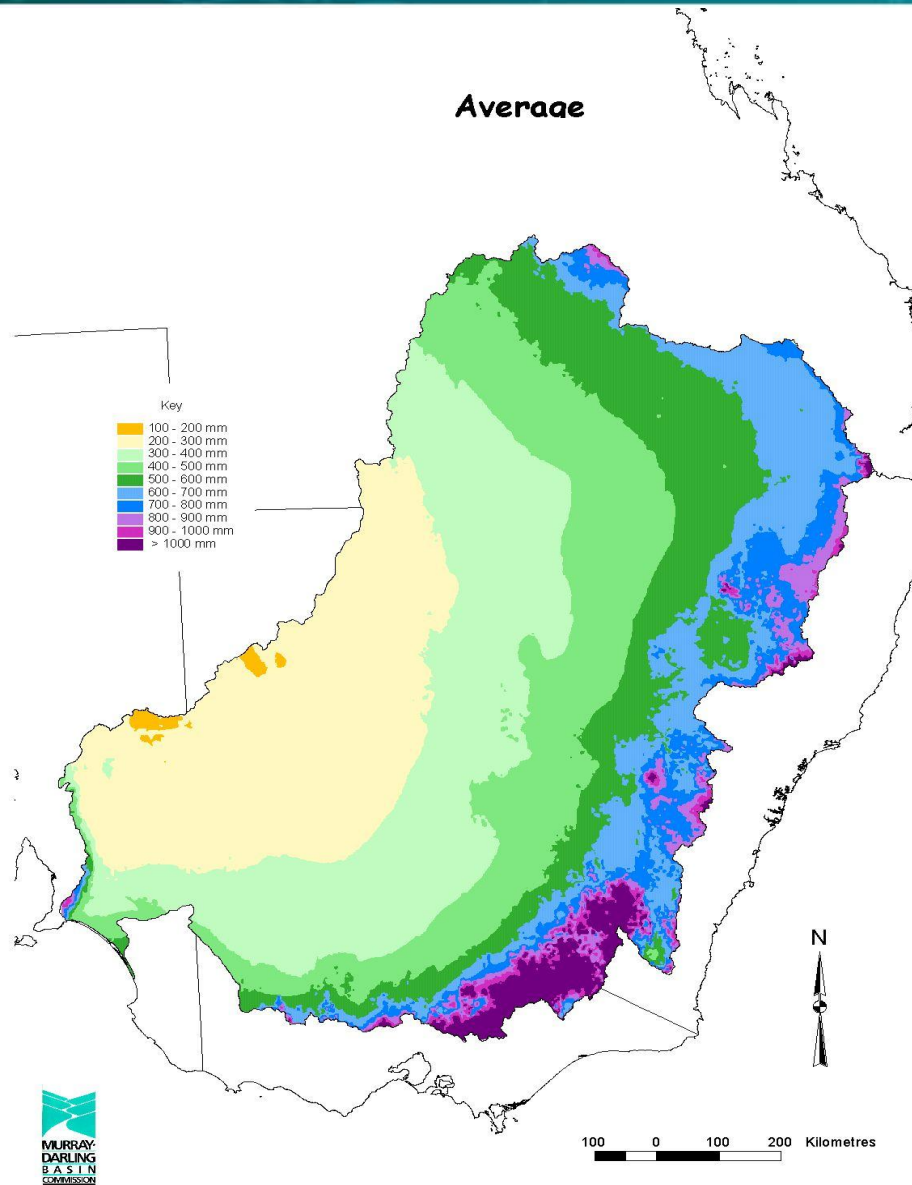 Average
Key
100 - 200 mm
200 - 300 mm
300 - 400 mm
400 - 500 mm
500 - 600 mm
600 - 700 mm
700 - 800 mm
800 - 900 mm
900 - 1000 mm
> 1000 mm
N
100 0 100 200 Kilometres
MURRAY-
DARLING
BASIN
COMMISSION